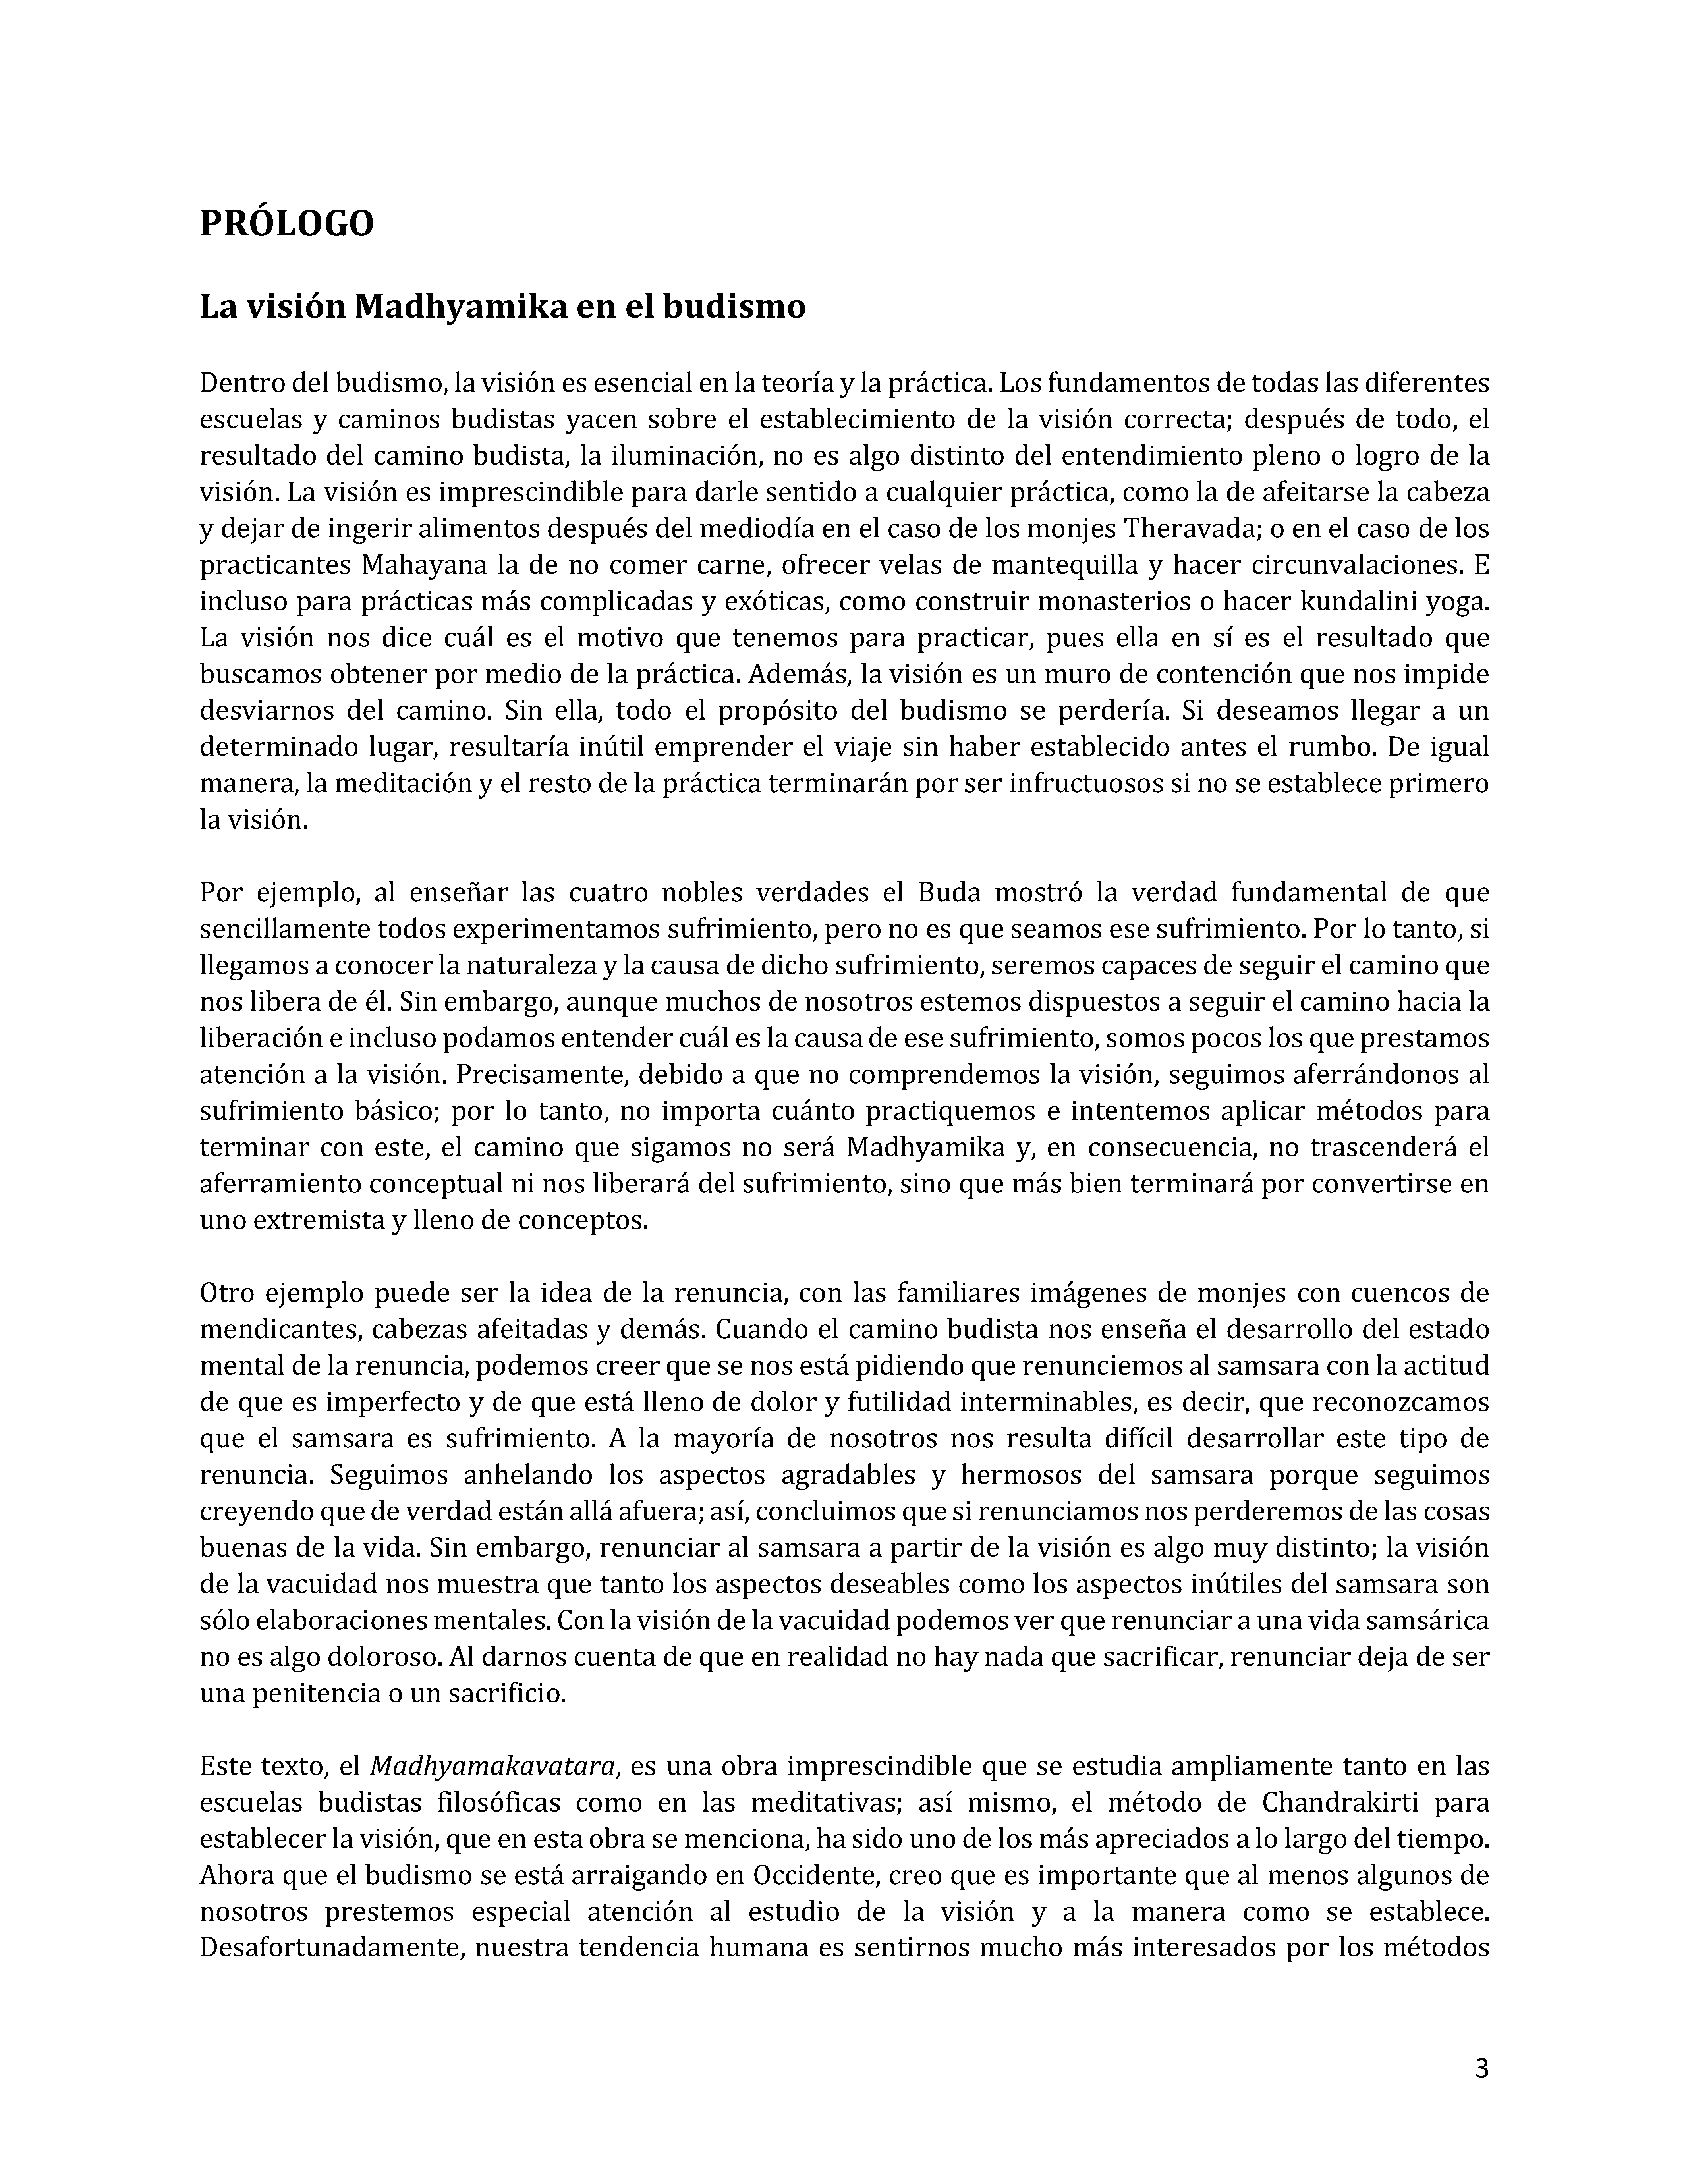 PRÓLOGO
La visión Madhyamika en el budismo
Dentro del budismo, la visión es esencial en la teoría y la práctica. Los fundamentos de todas las diferentes
escuelas y caminos budistas yacen sobre el establecimiento de la visión correcta; después de todo, el
resultado del camino budista, la iluminación, no es algo distinto del entendimiento pleno o logro de la
visión. La visión es imprescindible para darle sentido a cualquier práctica, como la de afeitarse la cabeza
y dejar de ingerir alimentos después del mediodía en el caso de los monjes Theravada; o en el caso de los
practicantes Mahayana la de no comer carne, ofrecer velas de mantequilla y hacer circunvalaciones. E
incluso para prácticas más complicadas y exóticas, como construir monasterios o hacer kundalini yoga.
La visión nos dice cuál es el motivo que tenemos para practicar, pues ella en sí es el resultado que
buscamos obtener por medio de la práctica. Además, la visión es un muro de contención que nos impide
desviarnos del camino. Sin ella, todo el propósito del budismo se perdería. Si deseamos llegar a un
determinado lugar, resultaría inútil emprender el viaje sin haber establecido antes el rumbo. De igual
manera, la meditación y el resto de la práctica terminarán por ser infructuosos si no se establece primero
la visión.
Por ejemplo, al enseñar las cuatro nobles verdades el Buda mostró la verdad fundamental de que
sencillamente todos experimentamos sufrimiento, pero no es que seamos ese sufrimiento. Por lo tanto, si
llegamos a conocer la naturaleza y la causa de dicho sufrimiento, seremos capaces de seguir el camino que
nos libera de él. Sin embargo, aunque muchos de nosotros estemos dispuestos a seguir el camino hacia la
liberación e incluso podamos entender cuál es la causa de ese sufrimiento, somos pocos los que prestamos
atención a la visión. Precisamente, debido a que no comprendemos la visión, seguimos aferrándonos al
sufrimiento básico; por lo tanto, no importa cuánto practiquemos e intentemos aplicar métodos para
terminar con este, el camino que sigamos no será Madhyamika y, en consecuencia, no trascenderá el
aferramiento conceptual ni nos liberará del sufrimiento, sino que más bien terminará por convertirse en
uno extremista y lleno de conceptos.
Otro ejemplo puede ser la idea de la renuncia, con las familiares imágenes de monjes con cuencos de
mendicantes, cabezas afeitadas y demás. Cuando el camino budista nos enseña el desarrollo del estado
mental de la renuncia, podemos creer que se nos está pidiendo que renunciemos al samsara con la actitud
de que es imperfecto y de que está lleno de dolor y futilidad interminables, es decir, que reconozcamos
que el samsara es sufrimiento. A la mayoría de nosotros nos resulta difícil desarrollar este tipo de
renuncia. Seguimos anhelando los aspectos agradables y hermosos del samsara porque seguimos
creyendo que de verdad están allá afuera; así, concluimos que si renunciamos nos perderemos de las cosas
buenas de la vida. Sin embargo, renunciar al samsara a partir de la visión es algo muy distinto; la visión
de la vacuidad nos muestra que tanto los aspectos deseables como los aspectos inútiles del samsara son
sólo elaboraciones mentales. Con la visión de la vacuidad podemos ver que renunciar a una vida samsárica
no es algo doloroso. Al darnos cuenta de que en realidad no hay nada que sacrificar, renunciar deja de ser
una penitencia o un sacrificio.
Este texto, el Madhyamakavatara, es una obra imprescindible que se estudia ampliamente tanto en las
escuelas budistas filosóficas como en las meditativas; así mismo, el método de Chandrakirti para
establecer la visión, que en esta obra se menciona, ha sido uno de los más apreciados a lo largo del tiempo.
Ahora que el budismo se está arraigando en Occidente, creo que es importante que al menos algunos de
nosotros prestemos especial atención al estudio de la visión y a la manera como se establece.
Desafortunadamente, nuestra tendencia humana es sentirnos mucho más interesados por los métodos
3